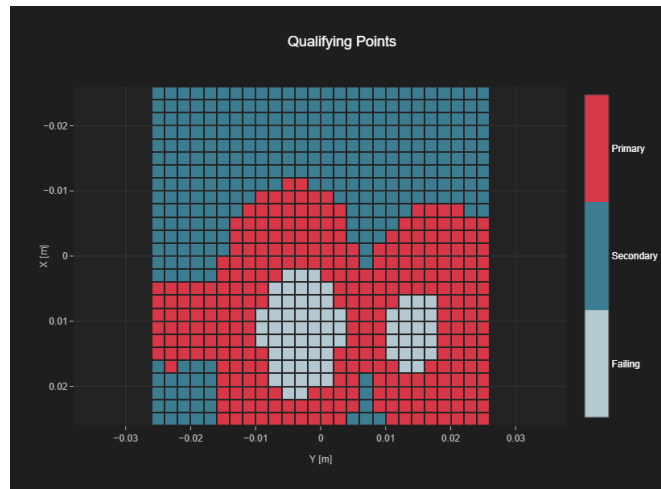 Qualifying Points
−0.02
−0.01
0
0.01
0.02
X [m]
−0.03
−0.02
−0.01
0
0.01
0.02
0.03
Y [m]
Primary
Secondary
Failing